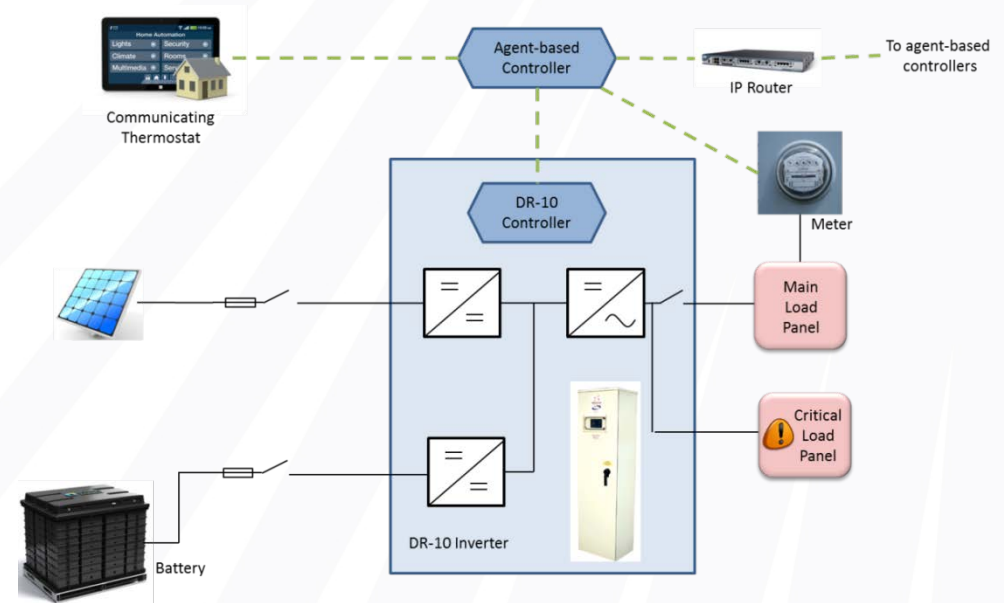 Home Automation
Lights
Security
Climate
Rooms
Multimedia
Communicating
Thermostat
Agent-based
Controller
IP Router
To agent-based
controllers
DR-10
Controller
Meter
Main
Load
Panel
Critical
Load
Panel
DR-10 Inverter
Battery